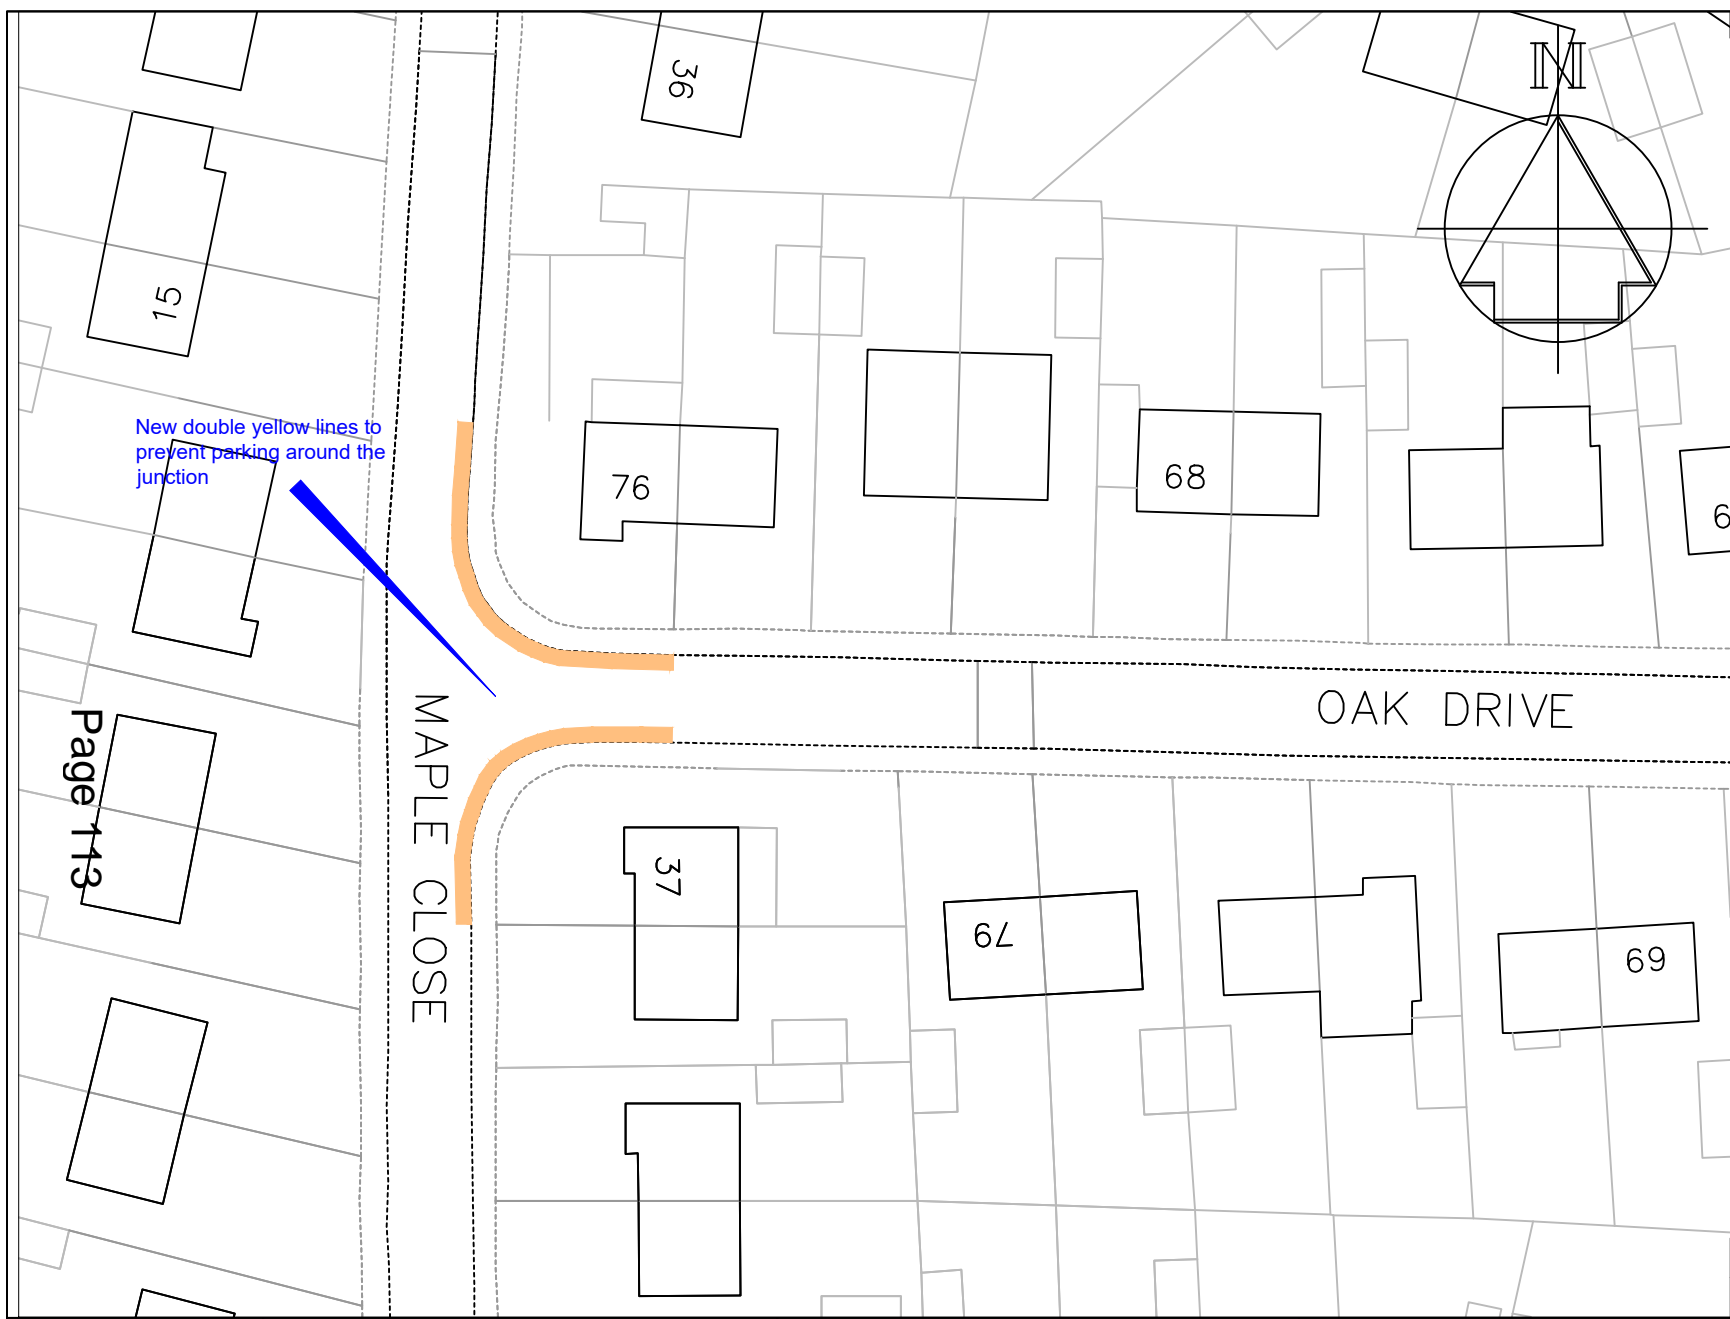 36
N
15
New double yellow lines to
prevent parking around the
junction
76
68
6
OAK DRIVE
MAPLE CLOSE
Page 113
37
79
69